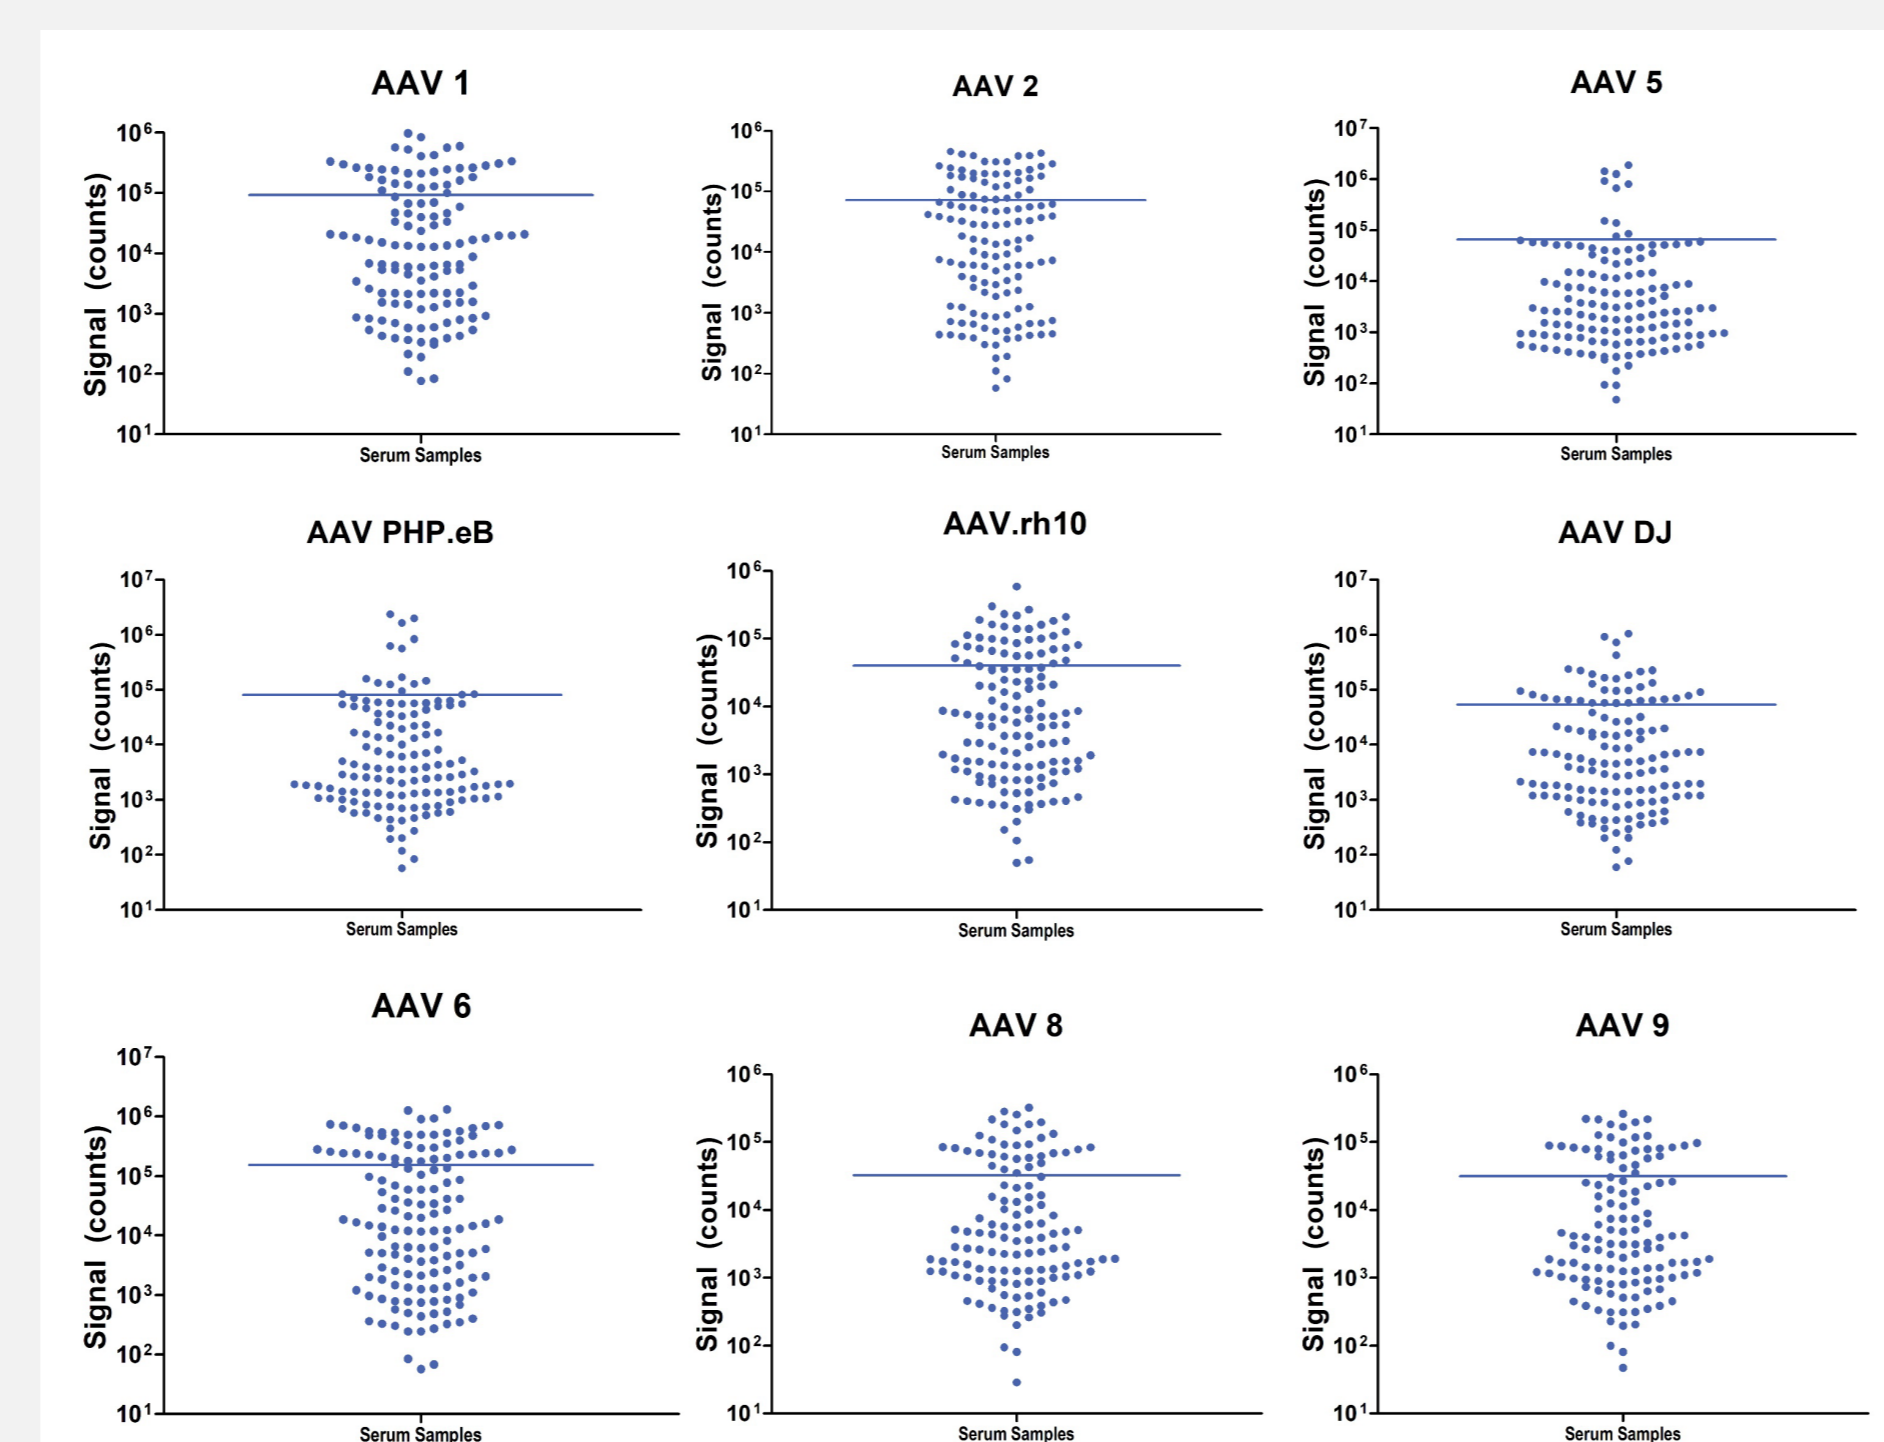 AAV 1
10⁶
10⁵
10⁴
10³
10²
10¹
Signal (counts)
Serum Samples
AAV 2
10⁶
10⁵
10⁴
10³
10²
10¹
Signal (counts)
Serum Samples
AAV 5
10⁷
10⁶
10⁵
10⁴
10³
10²
10¹
Signal (counts)
Serum Samples
AAV PHP.eB
10⁷
10⁶
10⁵
10⁴
10³
10²
10¹
Signal (counts)
Serum Samples
AAV.rh10
10⁶
10⁵
10⁴
10³
10²
10¹
Signal (counts)
Serum Samples
AAV DJ
10⁷
10⁶
10⁵
10⁴
10³
10²
10¹
Signal (counts)
Serum Samples
AAV 6
10⁷
10⁶
10⁵
10⁴
10³
10²
10¹
Signal (counts)
Serum Samples
AAV 8
10⁶
10⁵
10⁴
10³
10²
10¹
Signal (counts)
Serum Samples
AAV 9
10⁶
10⁵
10⁴
10³
10²
10¹
Signal (counts)
Serum Samples